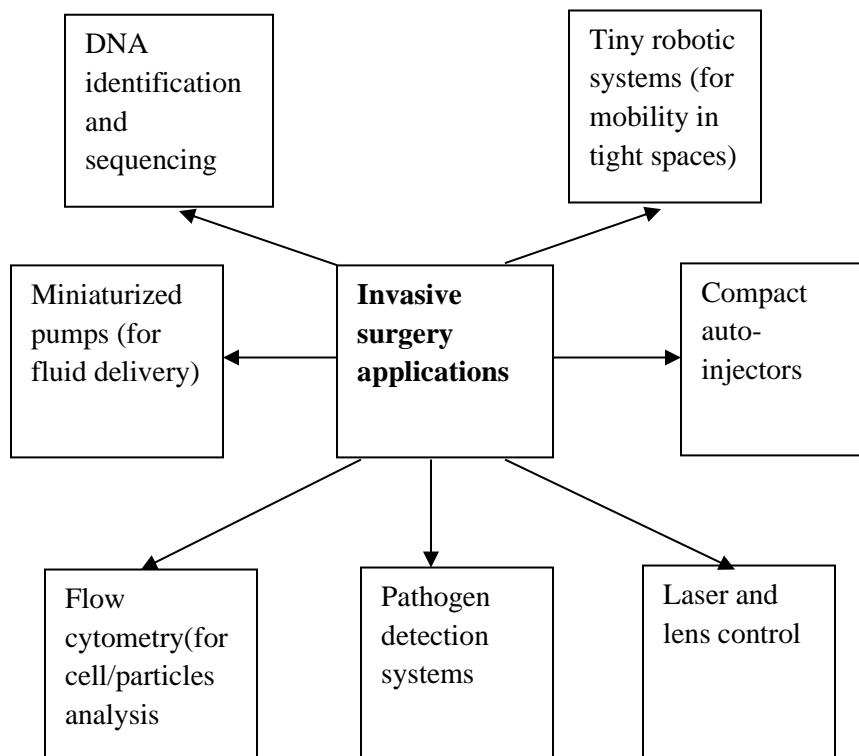 DNA
identification
and
sequencing
Tiny robotic
systems (for
mobility in
tight spaces)
Miniaturized
pumps (for
fluid delivery)
Invasive
surgery
applications
Compact
auto-
injectors
Flow
cytometry(for
cell/particles
analysis
Pathogen
detection
systems
Laser and
lens control